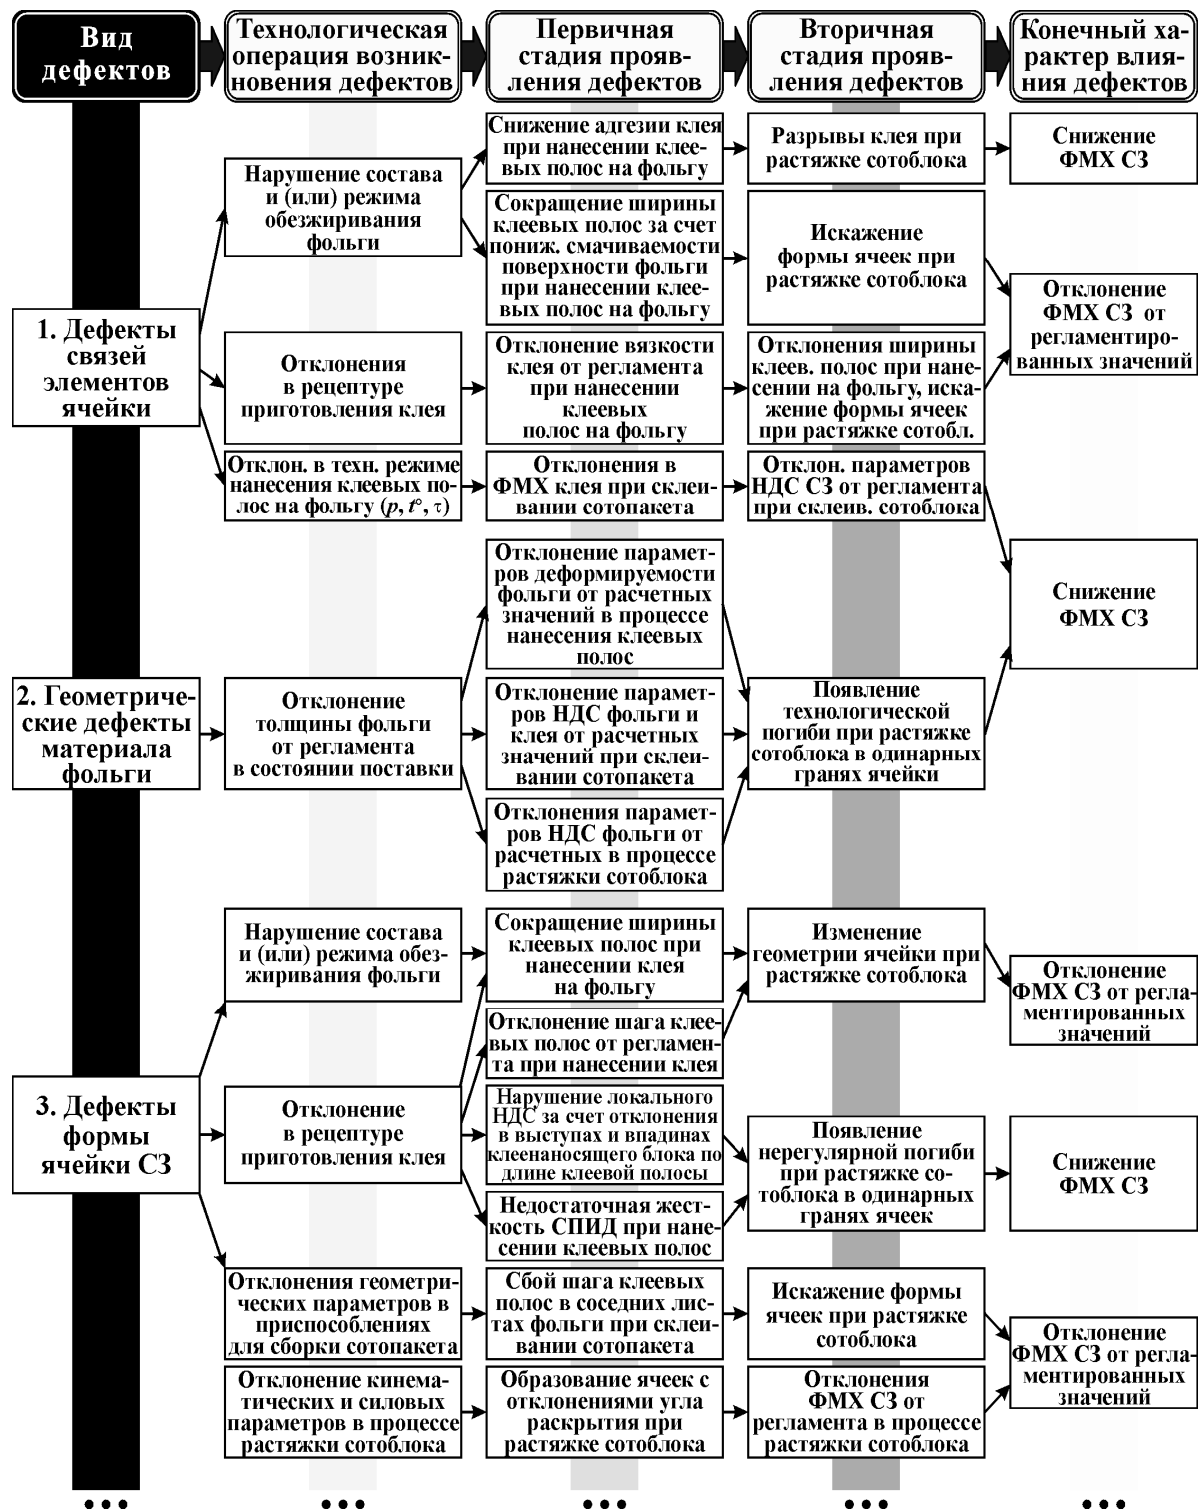 Вид
дефектов
Технологическая
операция возник-
новения дефектов
Первичная
стадия прояв-
ления дефектов
Вторичная
стадия прояв-
ления дефектов
Конечный ха-
рактер влия-
ния дефектов
1. Дефекты
связей
элементов
ячейки
Нарушение состава
и (или) режима
обезжиривания
фольги
Снижение адгезии клея
при нанесении клее-
вых полос на фольгу
Разрывы клея при
растяжке сотоблока
Снижение
ФМХ СЗ
Сокращение ширины
клеевых полос за счет
пониж. смачиваемости
поверхности фольги
при нанесении клее-
вых полос на фольгу
Искажение
формы ячеек при
растяжке сотоблока
Отклонение
ФМХ СЗ от
регламентиро-
ванных значений
Отклонения
в рецептуре
приготовления клея
Отклонение вязкости
клея от регламента
при нанесении
клеевых
полос на фольгу
Отклонения ширины
клеев. полос при нане-
сении на фольгу, иска-
жение формы ячеек
при растяжке сотобл.
Отклон. в техн. режиме
нанесения клеевых по-
лос на фольгу (p, t°, τ)
Отклонения в
ФМХ клея при склеи-
вании сотопакета
Отклон. параметров
НДС СЗ от регламента
при склеив. сотоблока
Снижение
ФМХ СЗ
2. Геометриче-
ские дефекты
материала
фольги
Отклонение
толщины фольги
от регламента
в состоянии поставки
Отклонение парамет-
ров деформируемости
фольги от расчетных
значений в процессе
нанесения клеевых
полос
Отклонение парамет-
ров НДС фольги и
клея от расчетных
значений при склеи-
вании сотопакета
Отклонения парамет-
ров НДС фольги от
расчетных в процессе
растяжки сотоблока
Появление
технологической
погиби при растяжке
сотоблока в одинарных
гранях ячейки
3. Дефекты
формы
ячейки СЗ
Нарушение состава
и (или) режима обез-
жиривания фольги
Сокращение ширины
клеевых полос при
нанесении клея
на фольгу
Изменение
геометрии ячейки при
растяжке сотоблока
Отклонение
ФМХ СЗ от регла-
ментированных
значений
Отклонение шага клее-
вых полос от регламен-
та при нанесении клея
Отклонение
в рецептуре
приготовления клея
Нарушение локального
НДС за счет отклонения
в выступах и впадинах
клеенаносящего блока по
длине клеевой полосы
Недостаточная жест-
кость СПИД при нане-
сении клеевых полос
Появление
нерегулярной погиби
при растяжке со-
тоблока в одинарных
гранях ячеек
Снижение
ФМХ СЗ
Отклонения геометри-
ческих параметров в
приспособлениях
для сборки сотопакета
Сбой шага клеевых
полос в соседних лис-
тах фольги при склеи-
вании сотопакета
Искажение формы
ячеек при растяжке
сотоблока
Отклонение
ФМХ СЗ от регла-
ментированных
значений
Отклонение кинема-
тических и силовых
параметров в процессе
растяжки сотоблока
Образование ячеек с
отклонениями угла
раскрытия при
растяжке сотоблока
Отклонения
ФМХ СЗ от
регламента в процессе
растяжки сотоблока
••• ••• ••• ••• •••